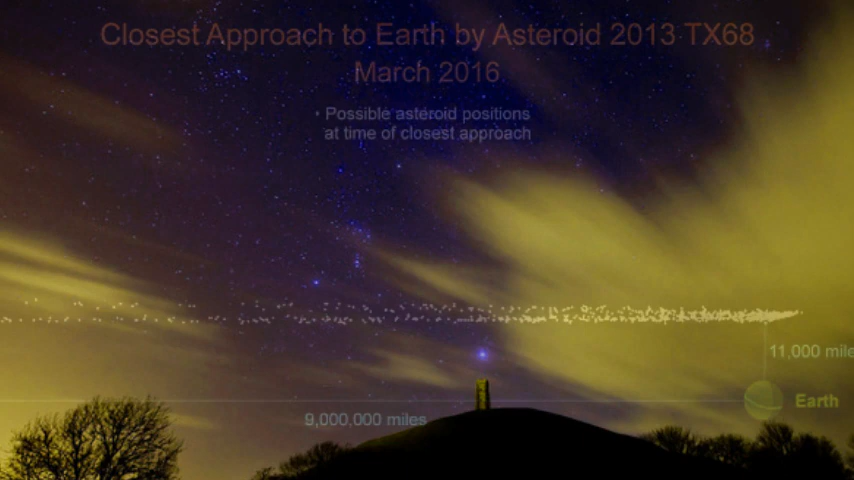 Closest Approach to Earth by Asteroid 2013 TX68
March 2016
• Possible asteroid positions
at time of closest approach
11,000 mile
Earth
9,000,000 miles